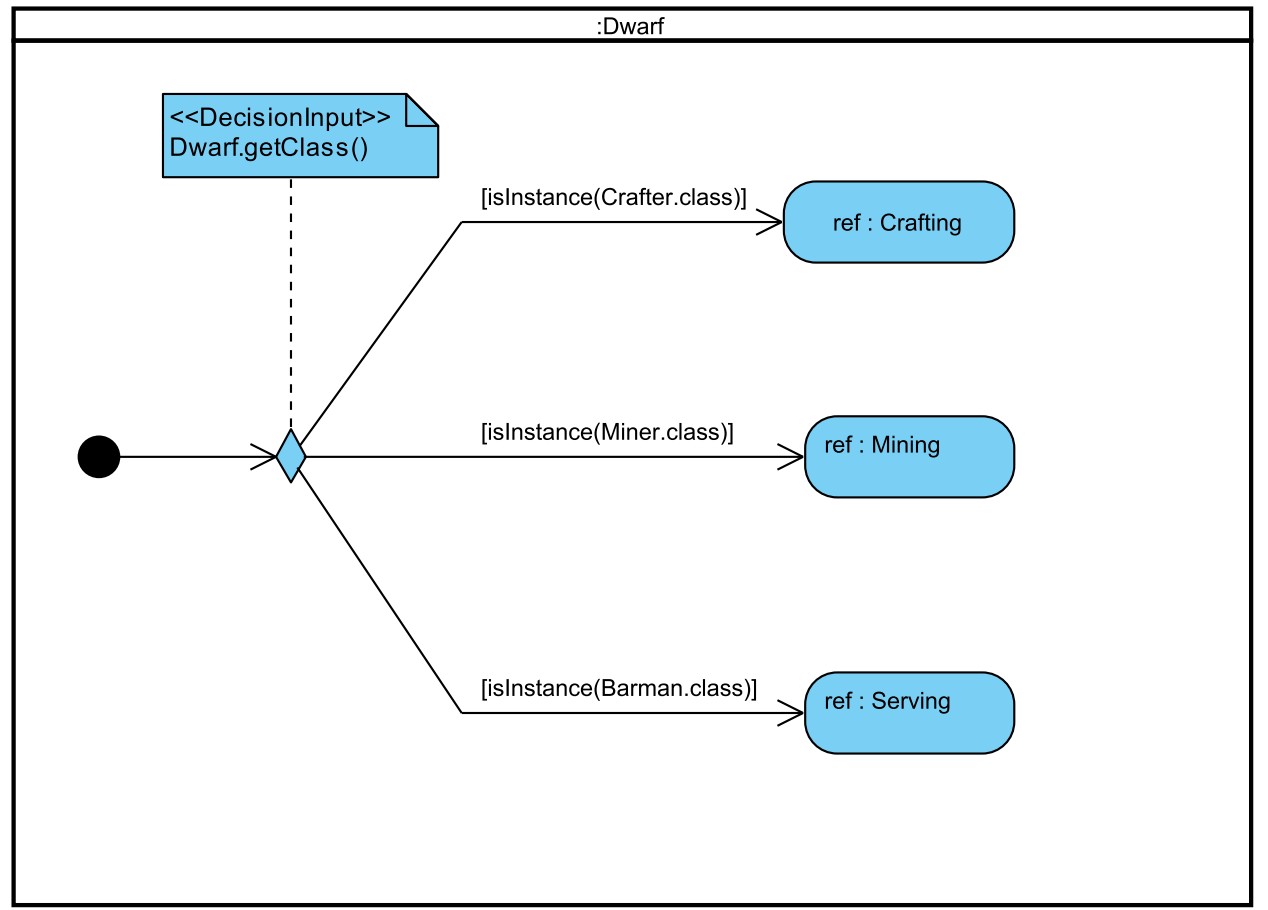 :Dwarf
<<DecisionInput>>
Dwarf.getClass()
[isInstance(Crafter.class)]
ref : Crafting
[isInstance(Miner.class)]
ref : Mining
[isInstance(Barman.class)]
ref : Serving